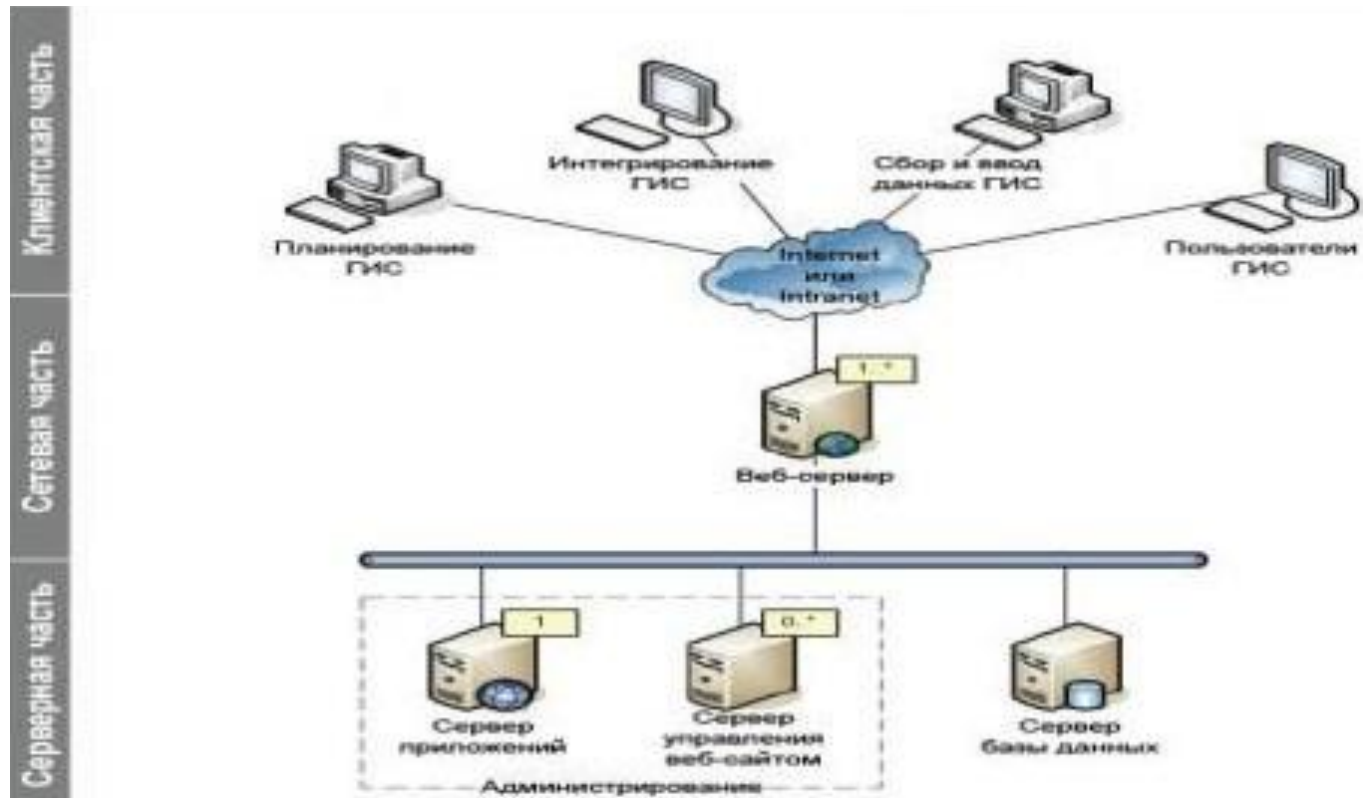 Клиентская часть
Интегрирование
ГИС
Сбор и ввод
данных ГИС
Планирование
ГИС
Пользователи
ГИС
Internet
или
Intranet
Сетевая часть
1..*
Веб-сервер
Серверная часть
1
0..*
Сервер
приложений
Сервер
управления
веб-сайтом
Сервер
базы данных
Администрирование